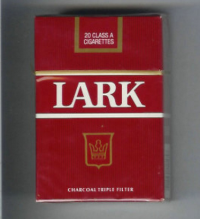 20 CLASS A
CIGARETTES
LARK
CHARCOAL TRIPLE FILTER